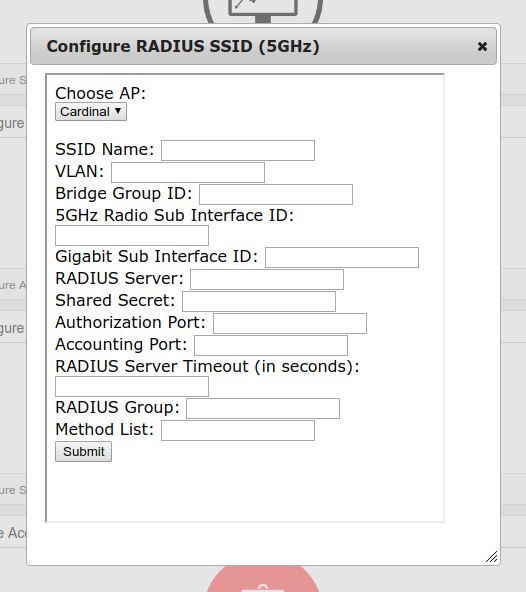 Configure RADIUS SSID (5GHz)
ure S
gure
Choose AP:
Cardinal
SSID Name:
VLAN:
Bridge Group ID:
5GHz Radio Sub Interface ID:
Gigabit Sub Interface ID:
ure A
RADIUS Server:
Shared Secret:
Authorization Port:
gure
Accounting Port:
RADIUS Server Timeout (in seconds):
RADIUS Group:
Method List:
Submit
ure S
e Acc